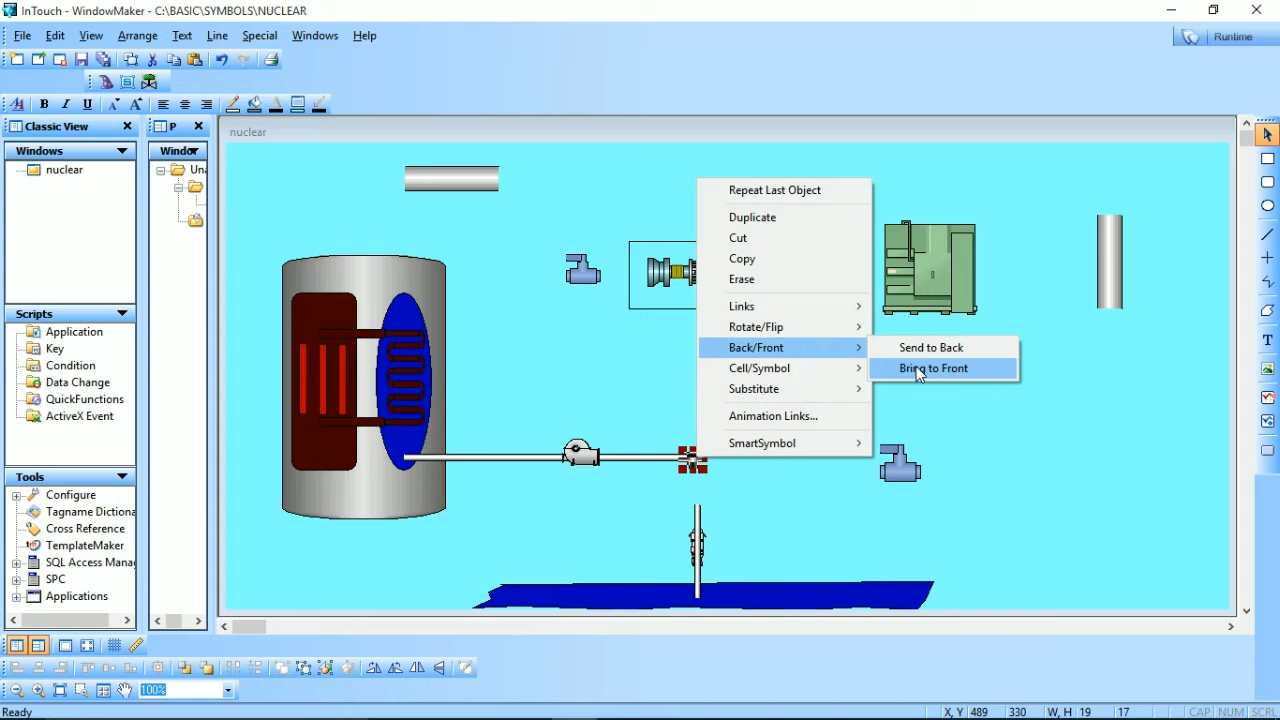 InTouch - WindowMaker - C:\BASIC\SYMBOLS\NUCLEAR
File Edit View Arrange Text Line Special Windows Help
Runtime
B I U
Classic View
P
Windows
Windov
nuclear
nuclear
Una
Scripts
Application
Key
Condition
Data Change
QuickFunctions
ActiveX Event
Tools
Configure
Tagname Dictiona
Cross Reference
TemplateMaker
SQL Access Mana
SPC
Applications
Repeat Last Object
Duplicate
Cut
Copy
Erase
Links
Rotate/Flip
Back/Front
Cell/Symbol
Substitute
Animation Links...
SmartSymbol
Send to Back
Bring to Front
T
100%
Ready
X, Y 489 330 W, H 19 17 CAP NUM SCRL